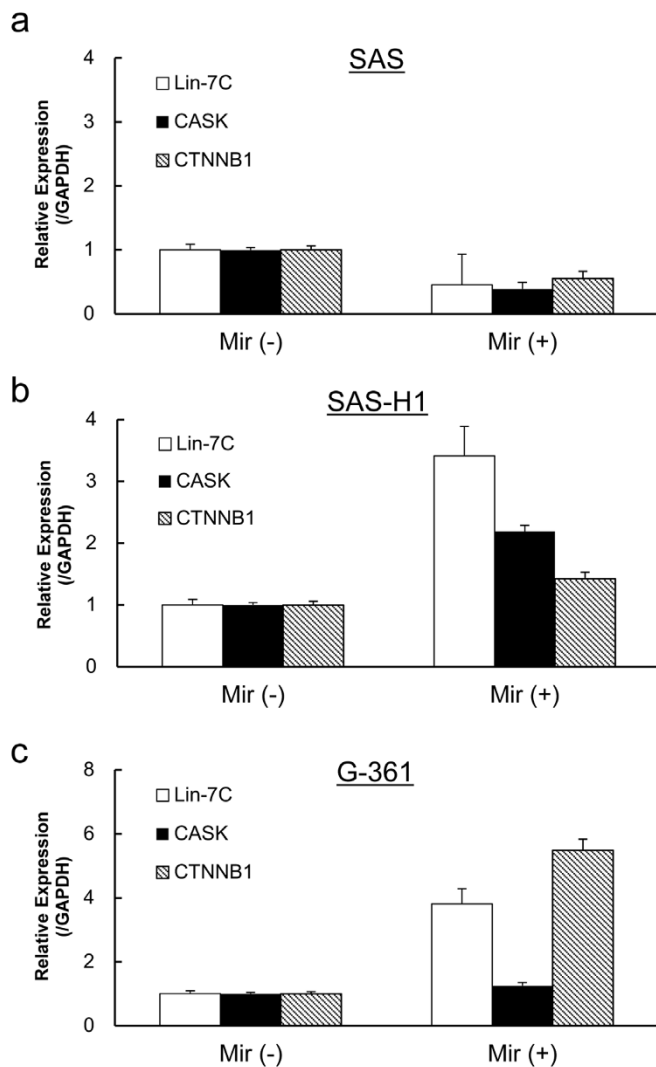 a
SAS
Relative Expression
(/GAPDH)
4
3
2
1
0
Lin-7C
CASK
CTNNB1
Mir (-)
Mir (+)
b
SAS-H1
Relative Expression
(/GAPDH)
4
3
2
1
0
Lin-7C
CASK
CTNNB1
Mir (-)
Mir (+)
c
G-361
Relative Expression
(/GAPDH)
8
6
4
2
0
Lin-7C
CASK
CTNNB1
Mir (-)
Mir (+)